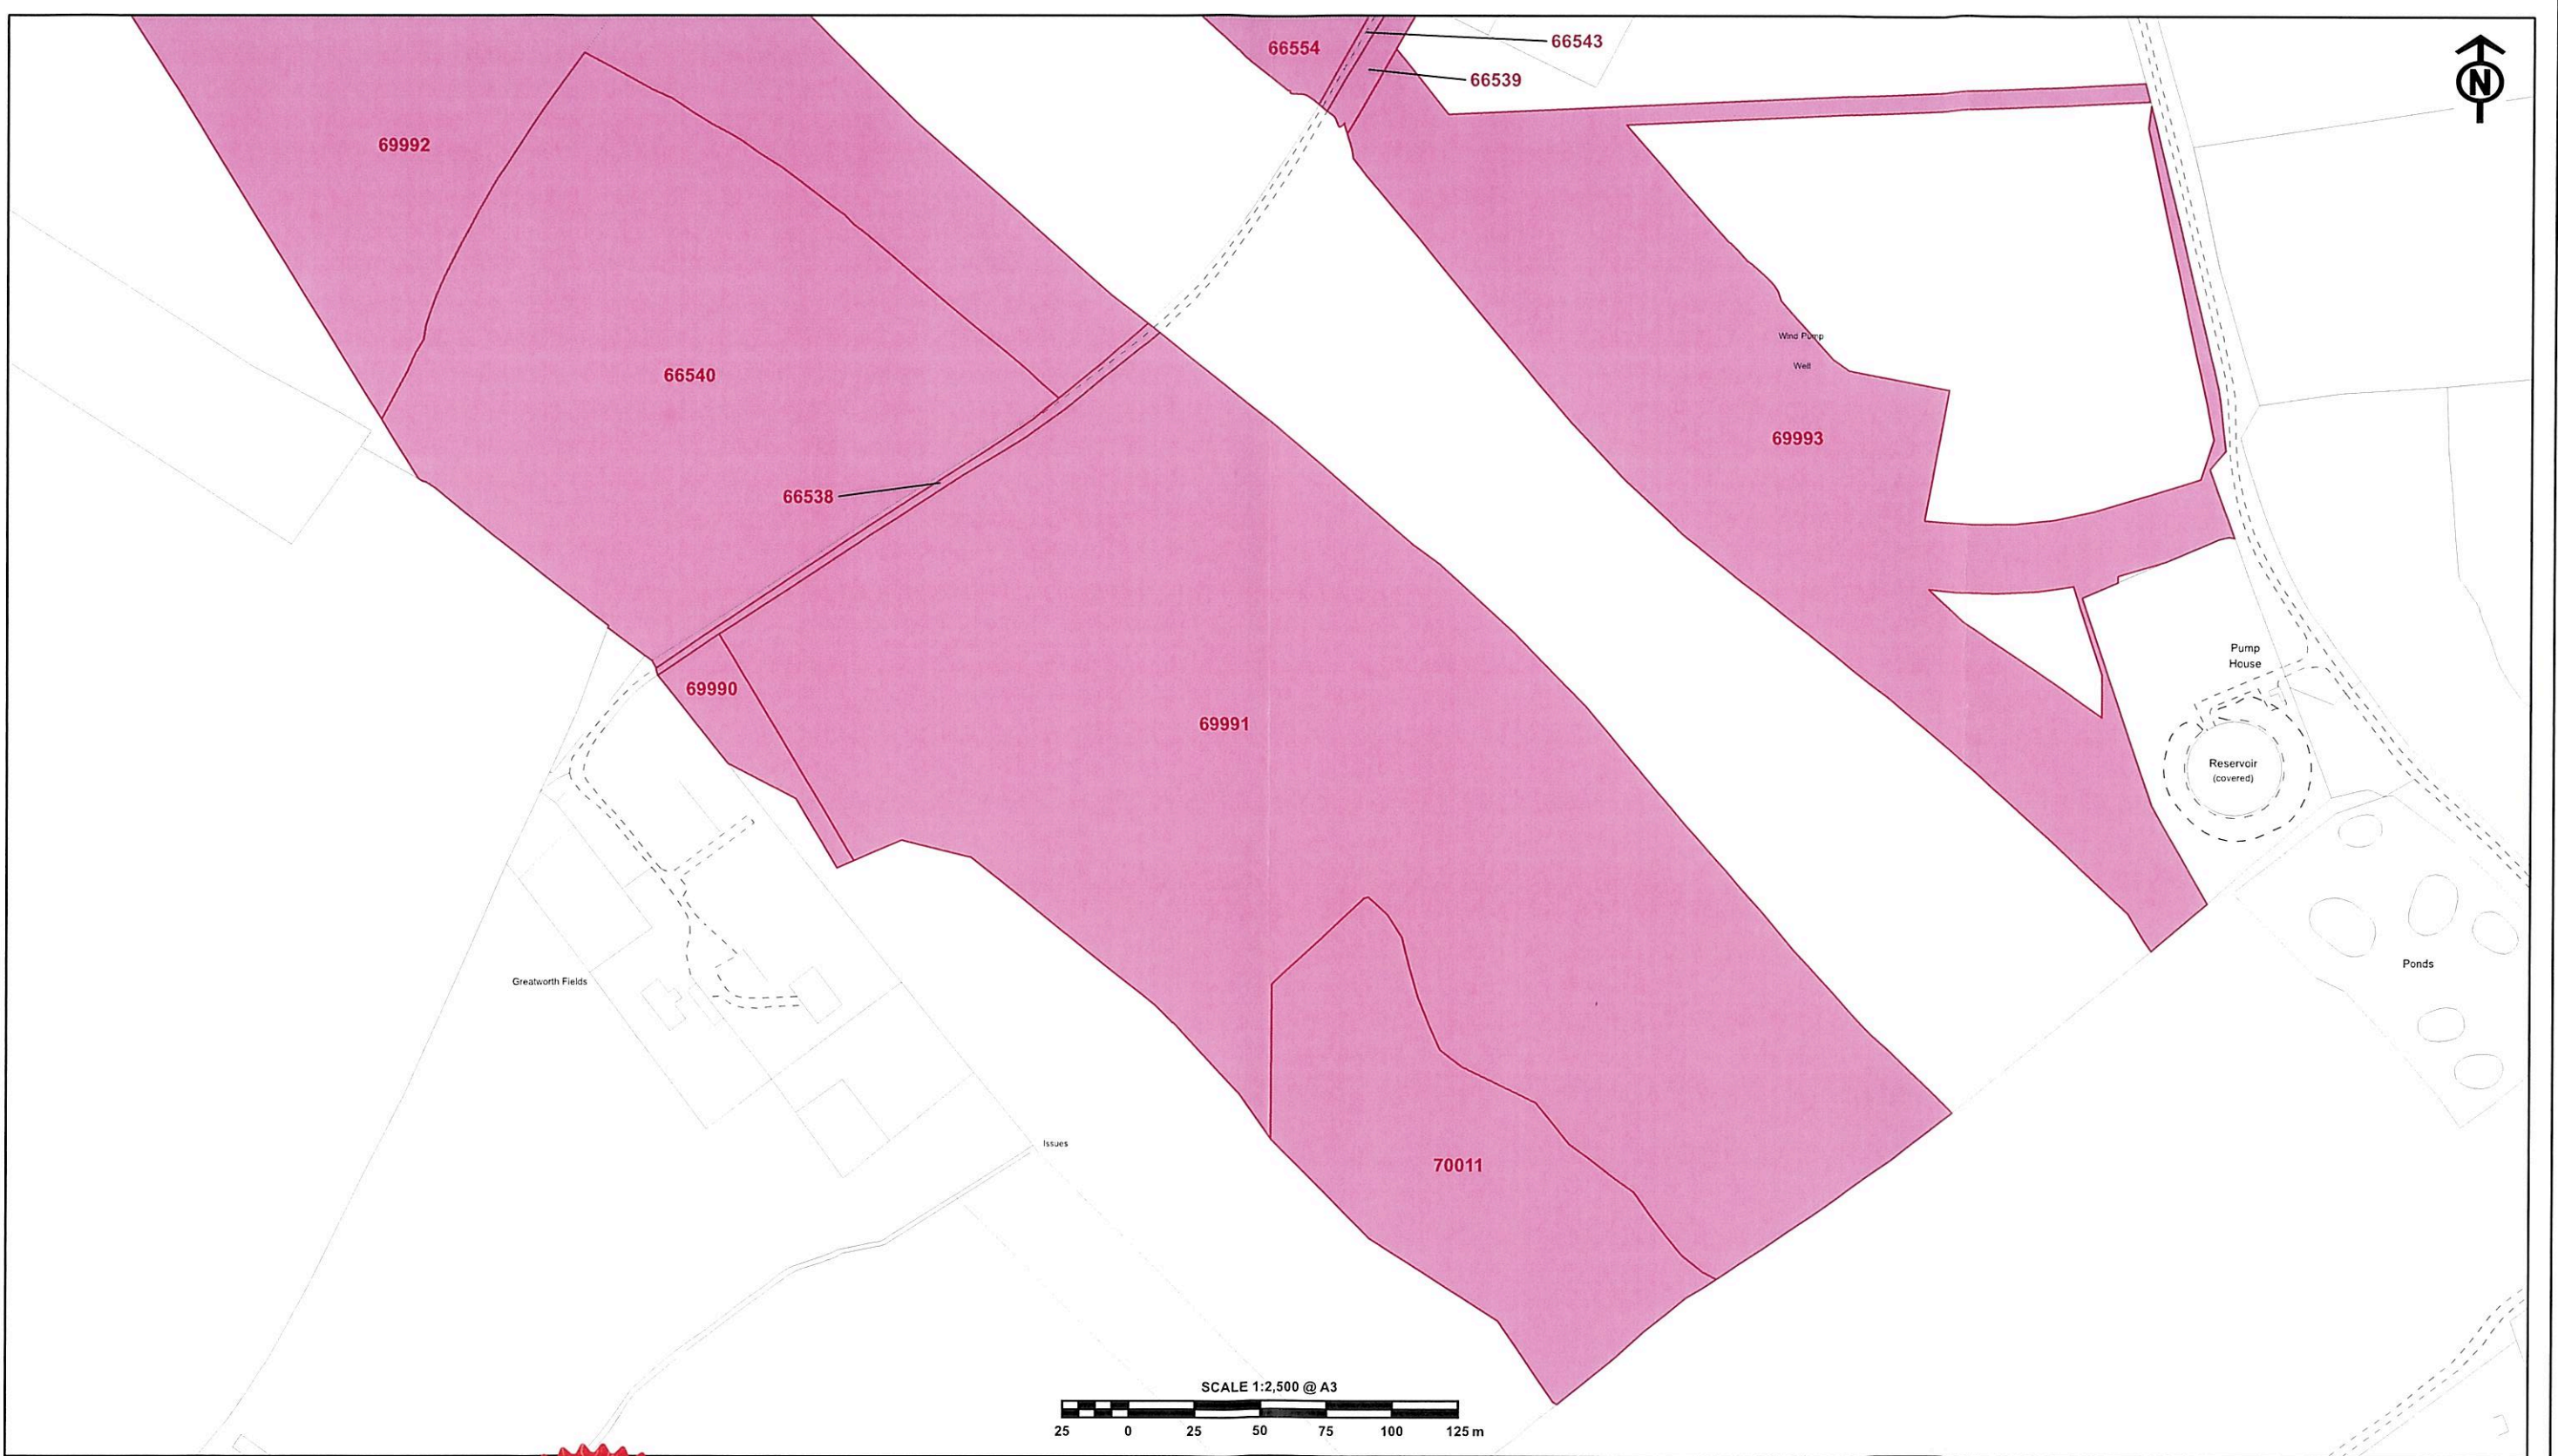 66554
66543
66539
N
69992
Wind Pump
Well
66540
69993
66538
Pump
House
69990
69991
Reservoir
(covered)
Ponds
Greatworth Fields
Issues
70011
SCALE 1:2,500 @ A3
25 0 25 50 75 100 125 m